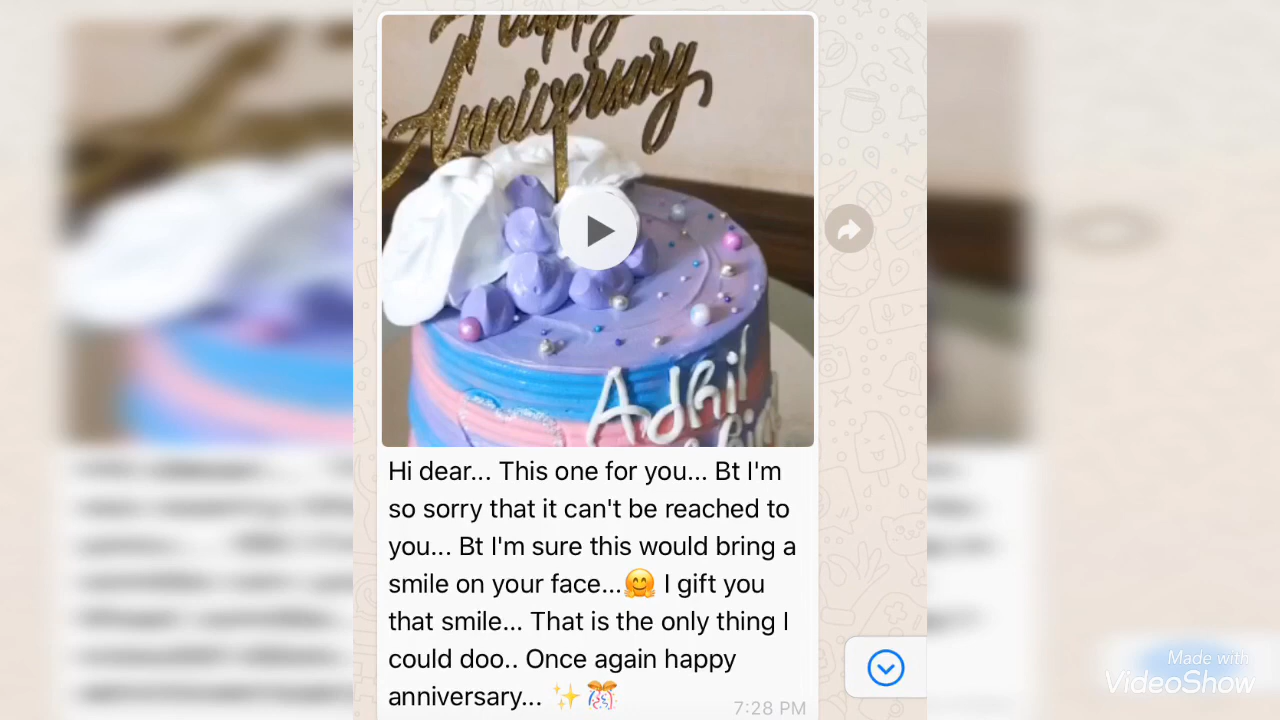 Happy
Anniversary
Adhil
Hi dear... This one for you... Bt I'm
so sorry that it can't be reached to
you... Bt I'm sure this would bring a
smile on your face...🤗 I gift you
that smile... That is the only thing I
could doo.. Once again happy
anniversary... ✨🎊
7:28 PM
Made with
VideoShow